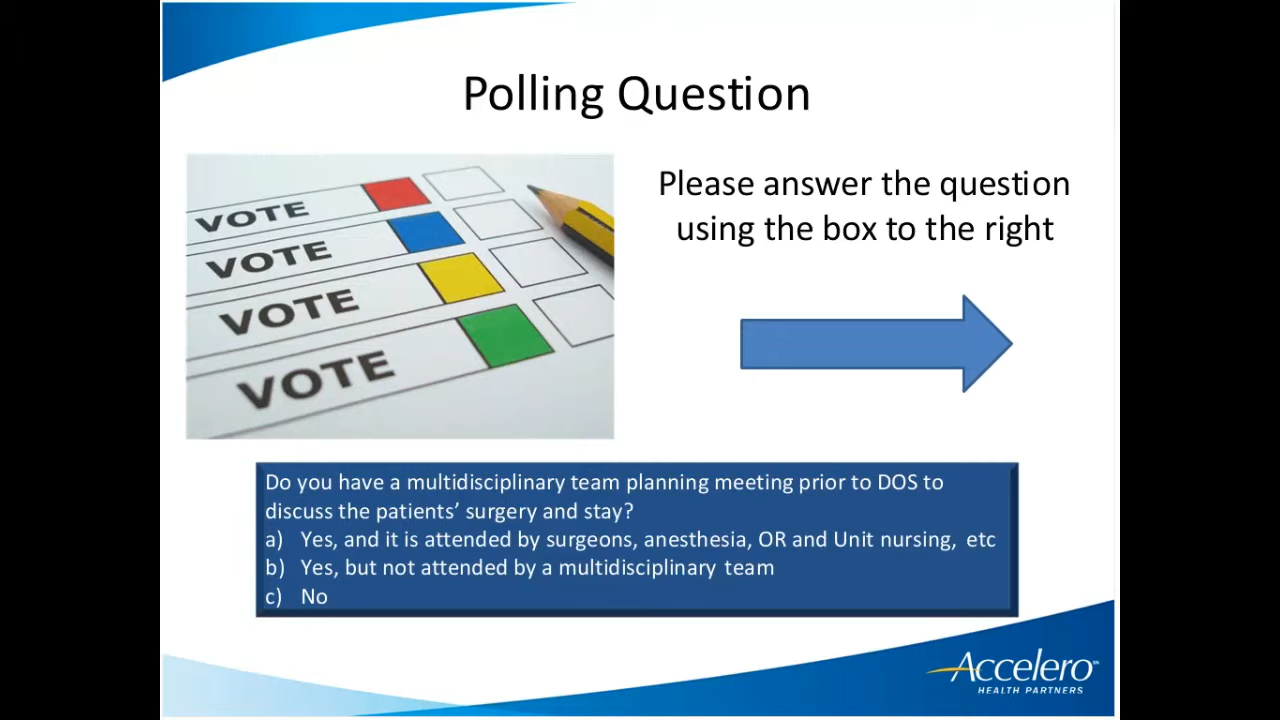 Polling Question
VOTE
VOTE
VOTE
VOTE
Please answer the question
using the box to the right
Do you have a multidisciplinary team planning meeting prior to DOS to
discuss the patients’ surgery and stay?
a) Yes, and it is attended by surgeons, anesthesia, OR and Unit nursing, etc
b) Yes, but not attended by a multidisciplinary team
c) No
Accelero
HEALTH PARTNERS